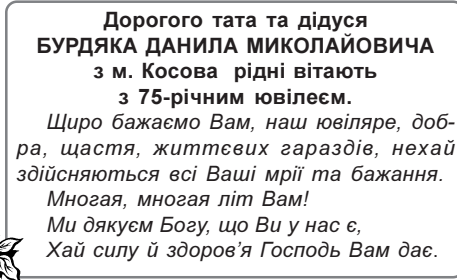 Дорогого тата та дідуся
БУРДЯКА ДАНИЛА МИКОЛАЙОВИЧА
з м. Косова рідні вітають
з 75-річним ювілеєм.
Щиро бажаємо Вам, наш ювіляре, доб-
ра, щастя, життєвих гараздів, нехай
здійсняються всі Ваші мрії та бажання.
Многая, многая літ Вам!
Ми дякуєм Богу, що Ви у нас є,
Хай силу й здоров’я Господь Вам дає.